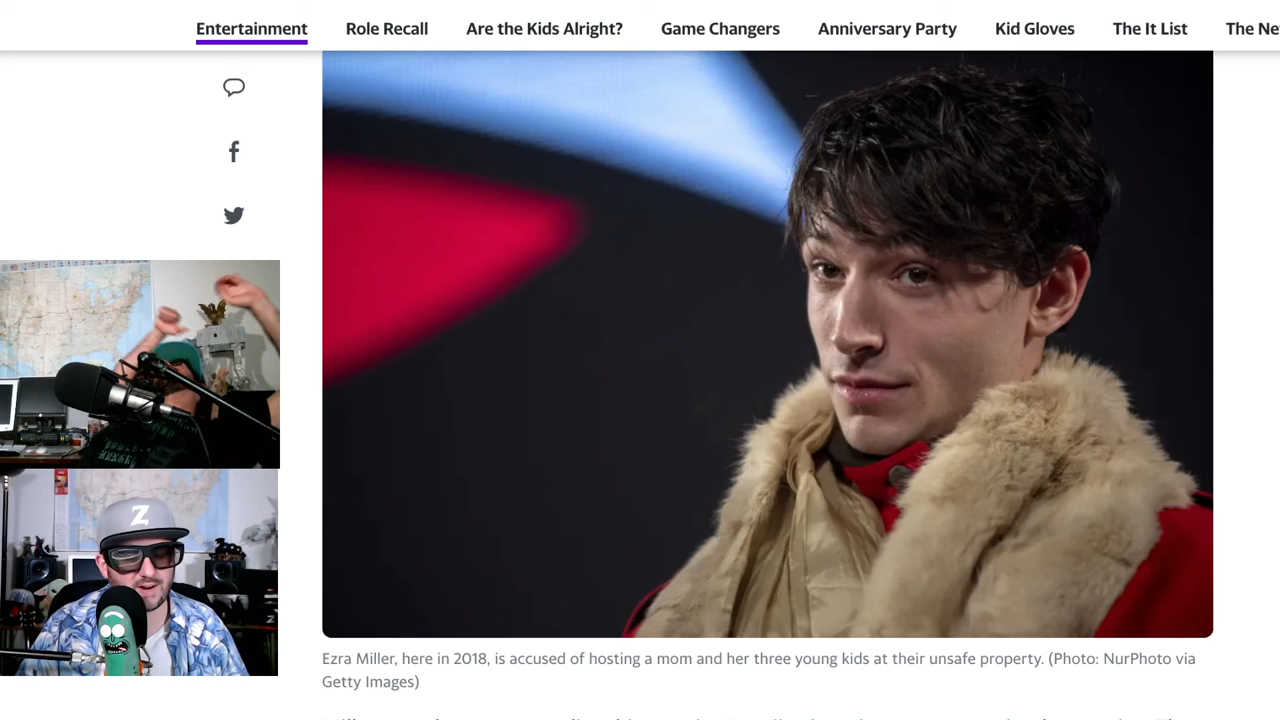 Entertainment Role Recall Are the Kids Alright? Game Changers Anniversary Party Kid Gloves The It List The Ne
Z
Ezra Miller, here in 2018, is accused of hosting a mom and her three young kids at their unsafe property. (Photo: NurPhoto via
Getty Images)